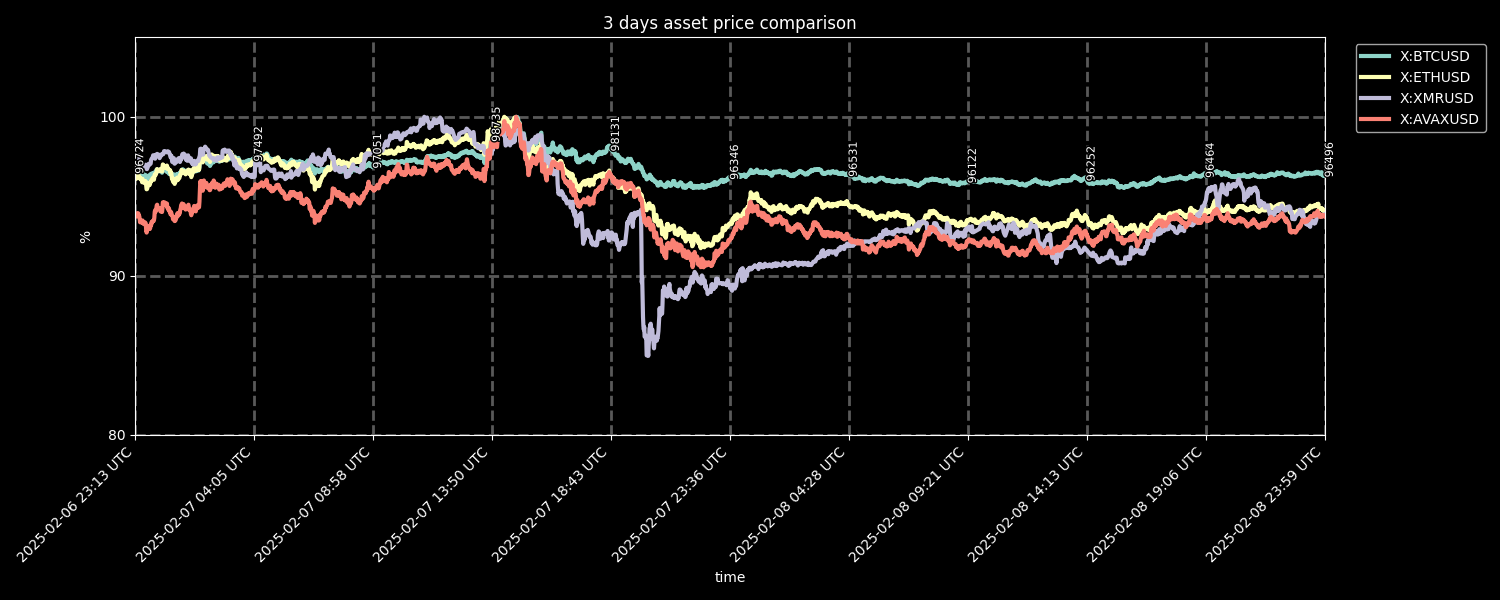 3 days asset price comparison
X:BTCUSD
X:ETHUSD
X:XMRUSD
X:AVAXUSD
%
100
90
80
96724
97492
97051
98735
98131
96346
96531
96122
96252
96464
96496
2025-02-06 23:13 UTC
2025-02-07 04:05 UTC
2025-02-07 08:58 UTC
2025-02-07 13:50 UTC
2025-02-07 18:43 UTC
2025-02-07 23:36 UTC
2025-02-08 04:28 UTC
2025-02-08 09:21 UTC
2025-02-08 14:13 UTC
2025-02-08 19:06 UTC
2025-02-08 23:59 UTC
time